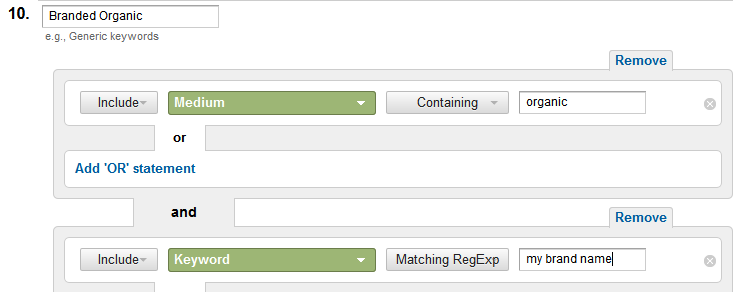 10. Branded Organic
e.g., Generic keywords
Remove
Include Medium Containing organic
or
Add 'OR' statement
and
Remove
Include Keyword Matching RegExp my brand name